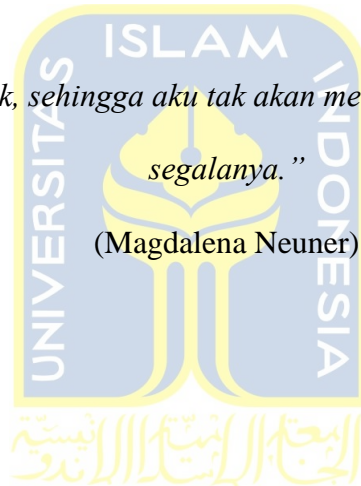 ISLAM
UNIVERSITAS
INDONESIA
k, sehingga aku tak akan me
segalanya.”
(Magdalena Neuner)